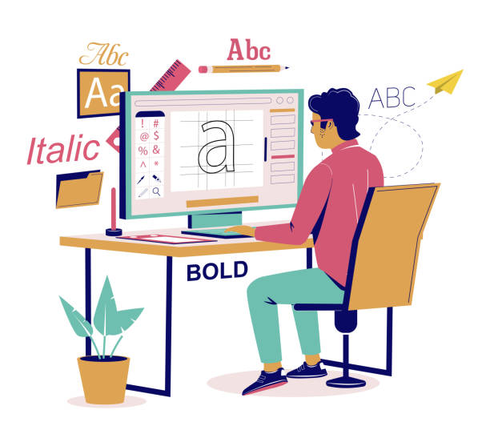 Abc
Abc
Aa
ABC
Italic
! #
@ $
% &
^ *
a
BOLD